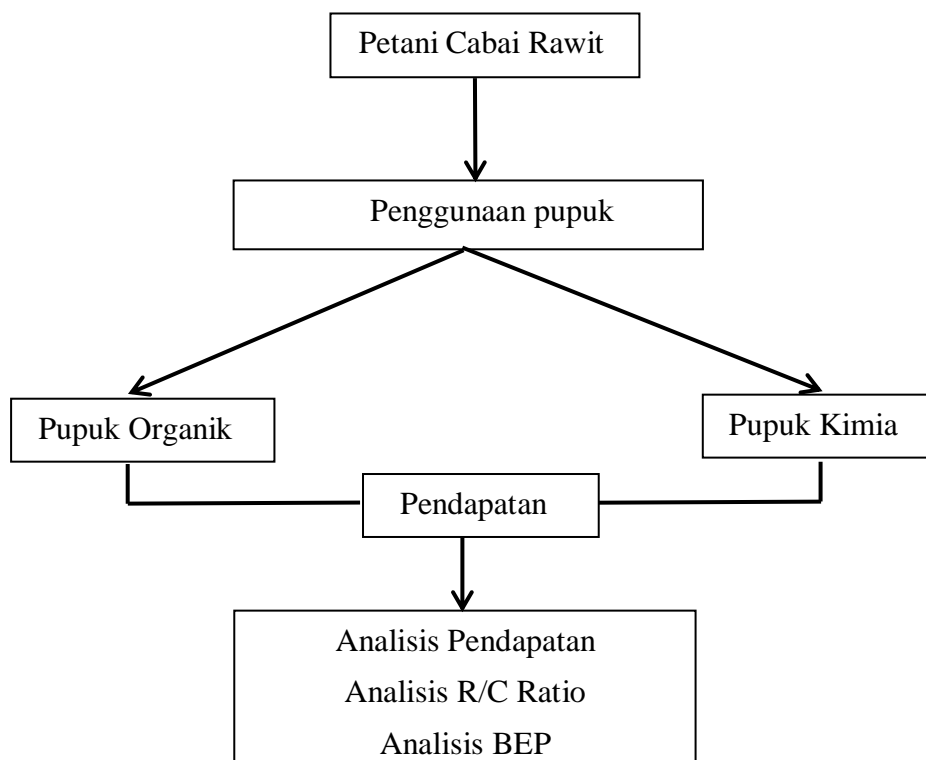 Petani Cabai Rawit
Penggunaan pupuk
Pupuk Organik
Pupuk Kimia
Pendapatan
Analisis Pendapatan
Analisis R/C Ratio
Analisis BEP